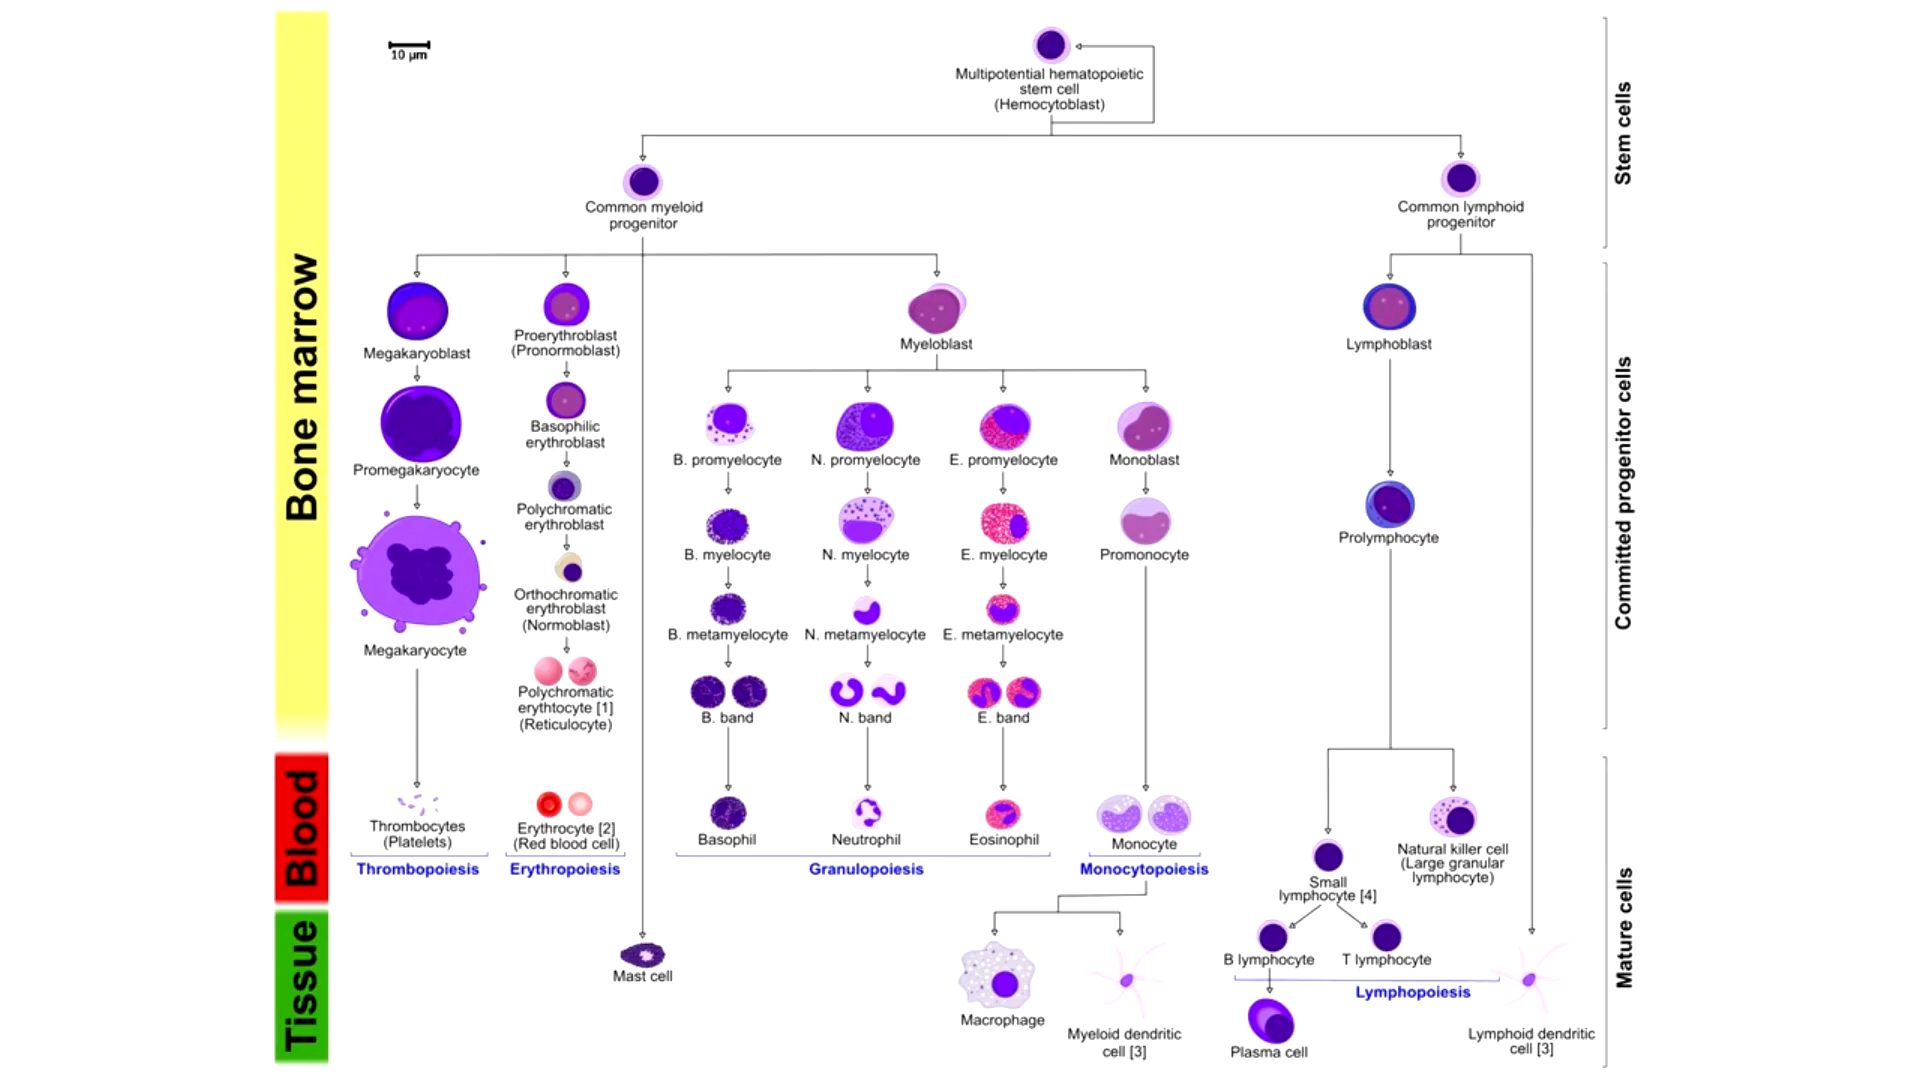 10 µm
Multipotential hematopoietic
stem cell
(Hemocytoblast)
Common myeloid
progenitor
Common lymphoid
progenitor
Megakaryoblast
Promegakaryocyte
Megakaryocyte
Thrombocytes
(Platelets)
Thrombopoiesis
Proerythroblast
(Pronormoblast)
Basophilic
erythroblast
Polychromatic
erythroblast
Orthochromatic
erythroblast
(Normoblast)
Polychromatic
erythtocyte [1]
(Reticulocyte)
Erythrocyte [2]
(Red blood cell)
Erythropoiesis
Mast cell
Myeloblast
B. promyelocyte
B. myelocyte
B. metamyelocyte
B. band
Basophil
N. promyelocyte
N. myelocyte
N. metamyelocyte
N. band
Neutrophil
E. promyelocyte
E. myelocyte
E. metamyelocyte
E. band
Eosinophil
Granulopoiesis
Monoblast
Promonocyte
Monocyte
Monocytopoiesis
Macrophage
Myeloid dendritic
cell [3]
Lymphoblast
Prolymphocyte
Natural killer cell
(Large granular
lymphocyte)
Small
lymphocyte [4]
B lymphocyte
T lymphocyte
Lymphopoiesis
Plasma cell
Lymphoid dendritic
cell [3]
Bone marrow
Blood
Tissue
Stem cells
Committed progenitor cells
Mature cells